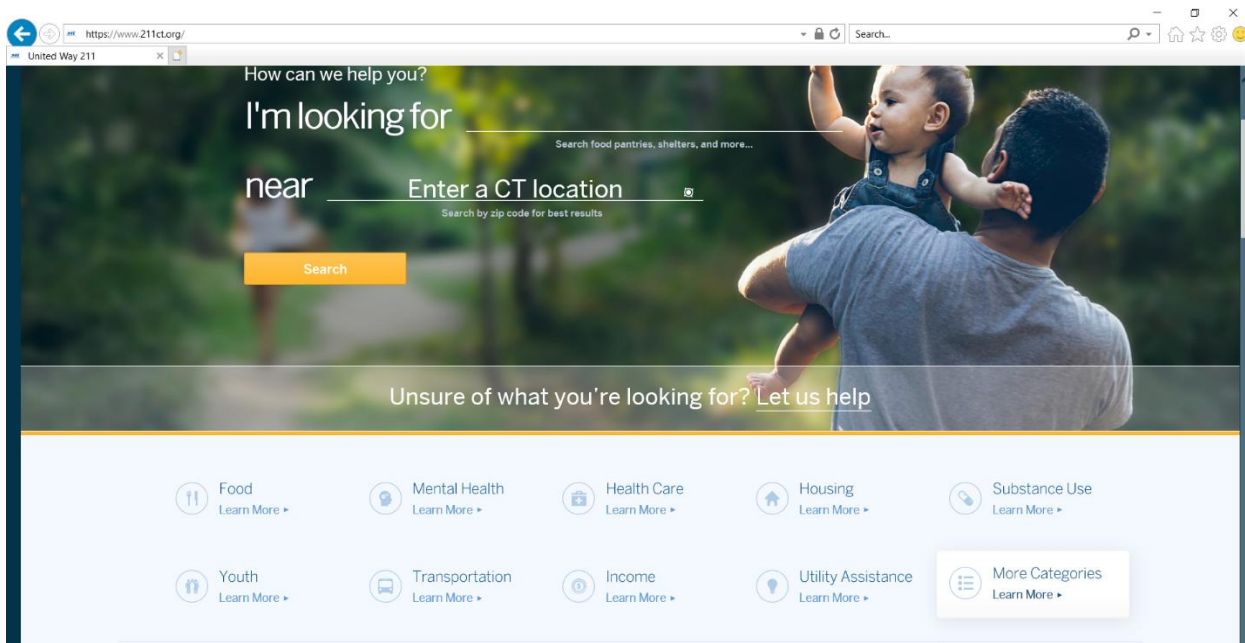 https://www.211ct.org/
Search...
United Way 211
How can we help you?
I'm looking for
Search food pantries, shelters, and more...
near Enter a CT location
Search by zip code for best results
Search
Unsure of what you're looking for? Let us help
Food
Learn More
Mental Health
Learn More
Health Care
Learn More
Housing
Learn More
Substance Use
Learn More
Youth
Learn More
Transportation
Learn More
Income
Learn More
Utility Assistance
Learn More
More Categories
Learn More